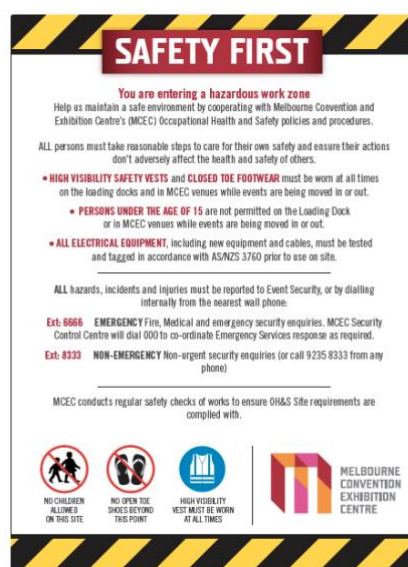 SAFETY FIRST
You are entering a hazardous work zone
Help us maintain a safe environment by cooperating with Melbourne Convention and
Exhibition Centre's (MCEC) Occupational Health and Safety policies and procedures.
ALL persons must take reasonable steps to care for their own safety and ensure their actions
don't adversely affect the health and safety of others.
• HIGH VISIBILITY SAFETY VESTS and CLOSED TOE FOOTWEAR must be worn at all times
on the loading docks and in MCEC venues while events are being moved in or out.
• PERSONS UNDER THE AGE OF 15 are not permitted on the Loading Dock
or in MCEC venues while events are being moved in or out.
• ALL ELECTRICAL EQUIPMENT, including new equipment and cables, must be tested
and tagged in accordance with AS/NZS 3760 prior to use on site.
ALL hazards, incidents and injuries must be reported to Event Security, or by dialling
internally from the nearest wall phone:
Ext: 6666 EMERGENCY Fire, Medical and emergency security enquiries. MCEC Security
Control Centre will dial 000 to co-ordinate Emergency Services response as required.
Ext: 8333 NON-EMERGENCY Non-urgent security enquiries (or call 9235 8333 from any
phone)
MCEC conducts regular safety checks of works to ensure OH&S Site requirements are
complied with.
NO CHILDREN
ALLOWED
ON THIS SITE
NO OPEN TOE
SHOES BEYOND
THIS POINT
HIGH VISIBILITY
VEST MUST BE WORN
AT ALL TIMES
MELBOURNE
CONVENTION
EXHIBITION
CENTRE